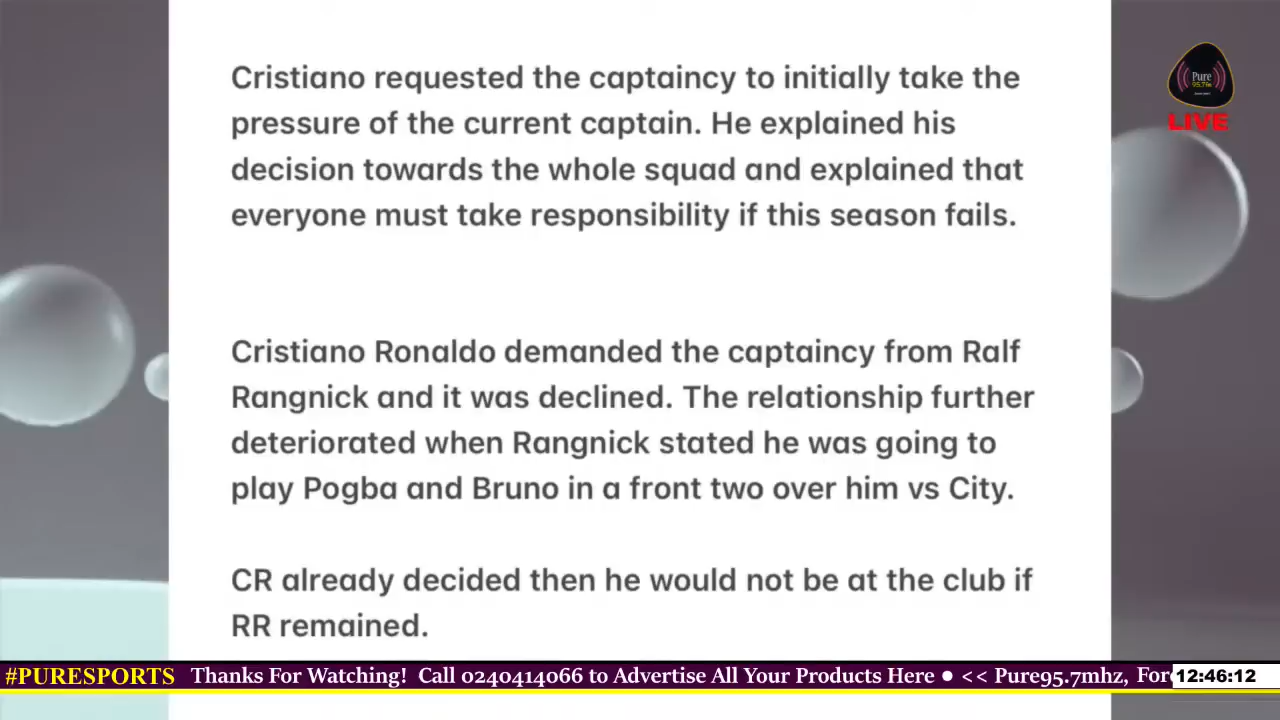 Cristiano requested the captaincy to initially take the
pressure of the current captain. He explained his
decision towards the whole squad and explained that
everyone must take responsibility if this season fails.
Cristiano Ronaldo demanded the captaincy from Ralf
Rangnick and it was declined. The relationship further
deteriorated when Rangnick stated he was going to
play Pogba and Bruno in a front two over him vs City.
CR already decided then he would not be at the club if
RR remained.
Pure
95.7fm
LIVE
#PURESPORTS Thanks For Watching! Call 0240414066 to Advertise All Your Products Here ● << Pure95.7mhz, For 12:46:12